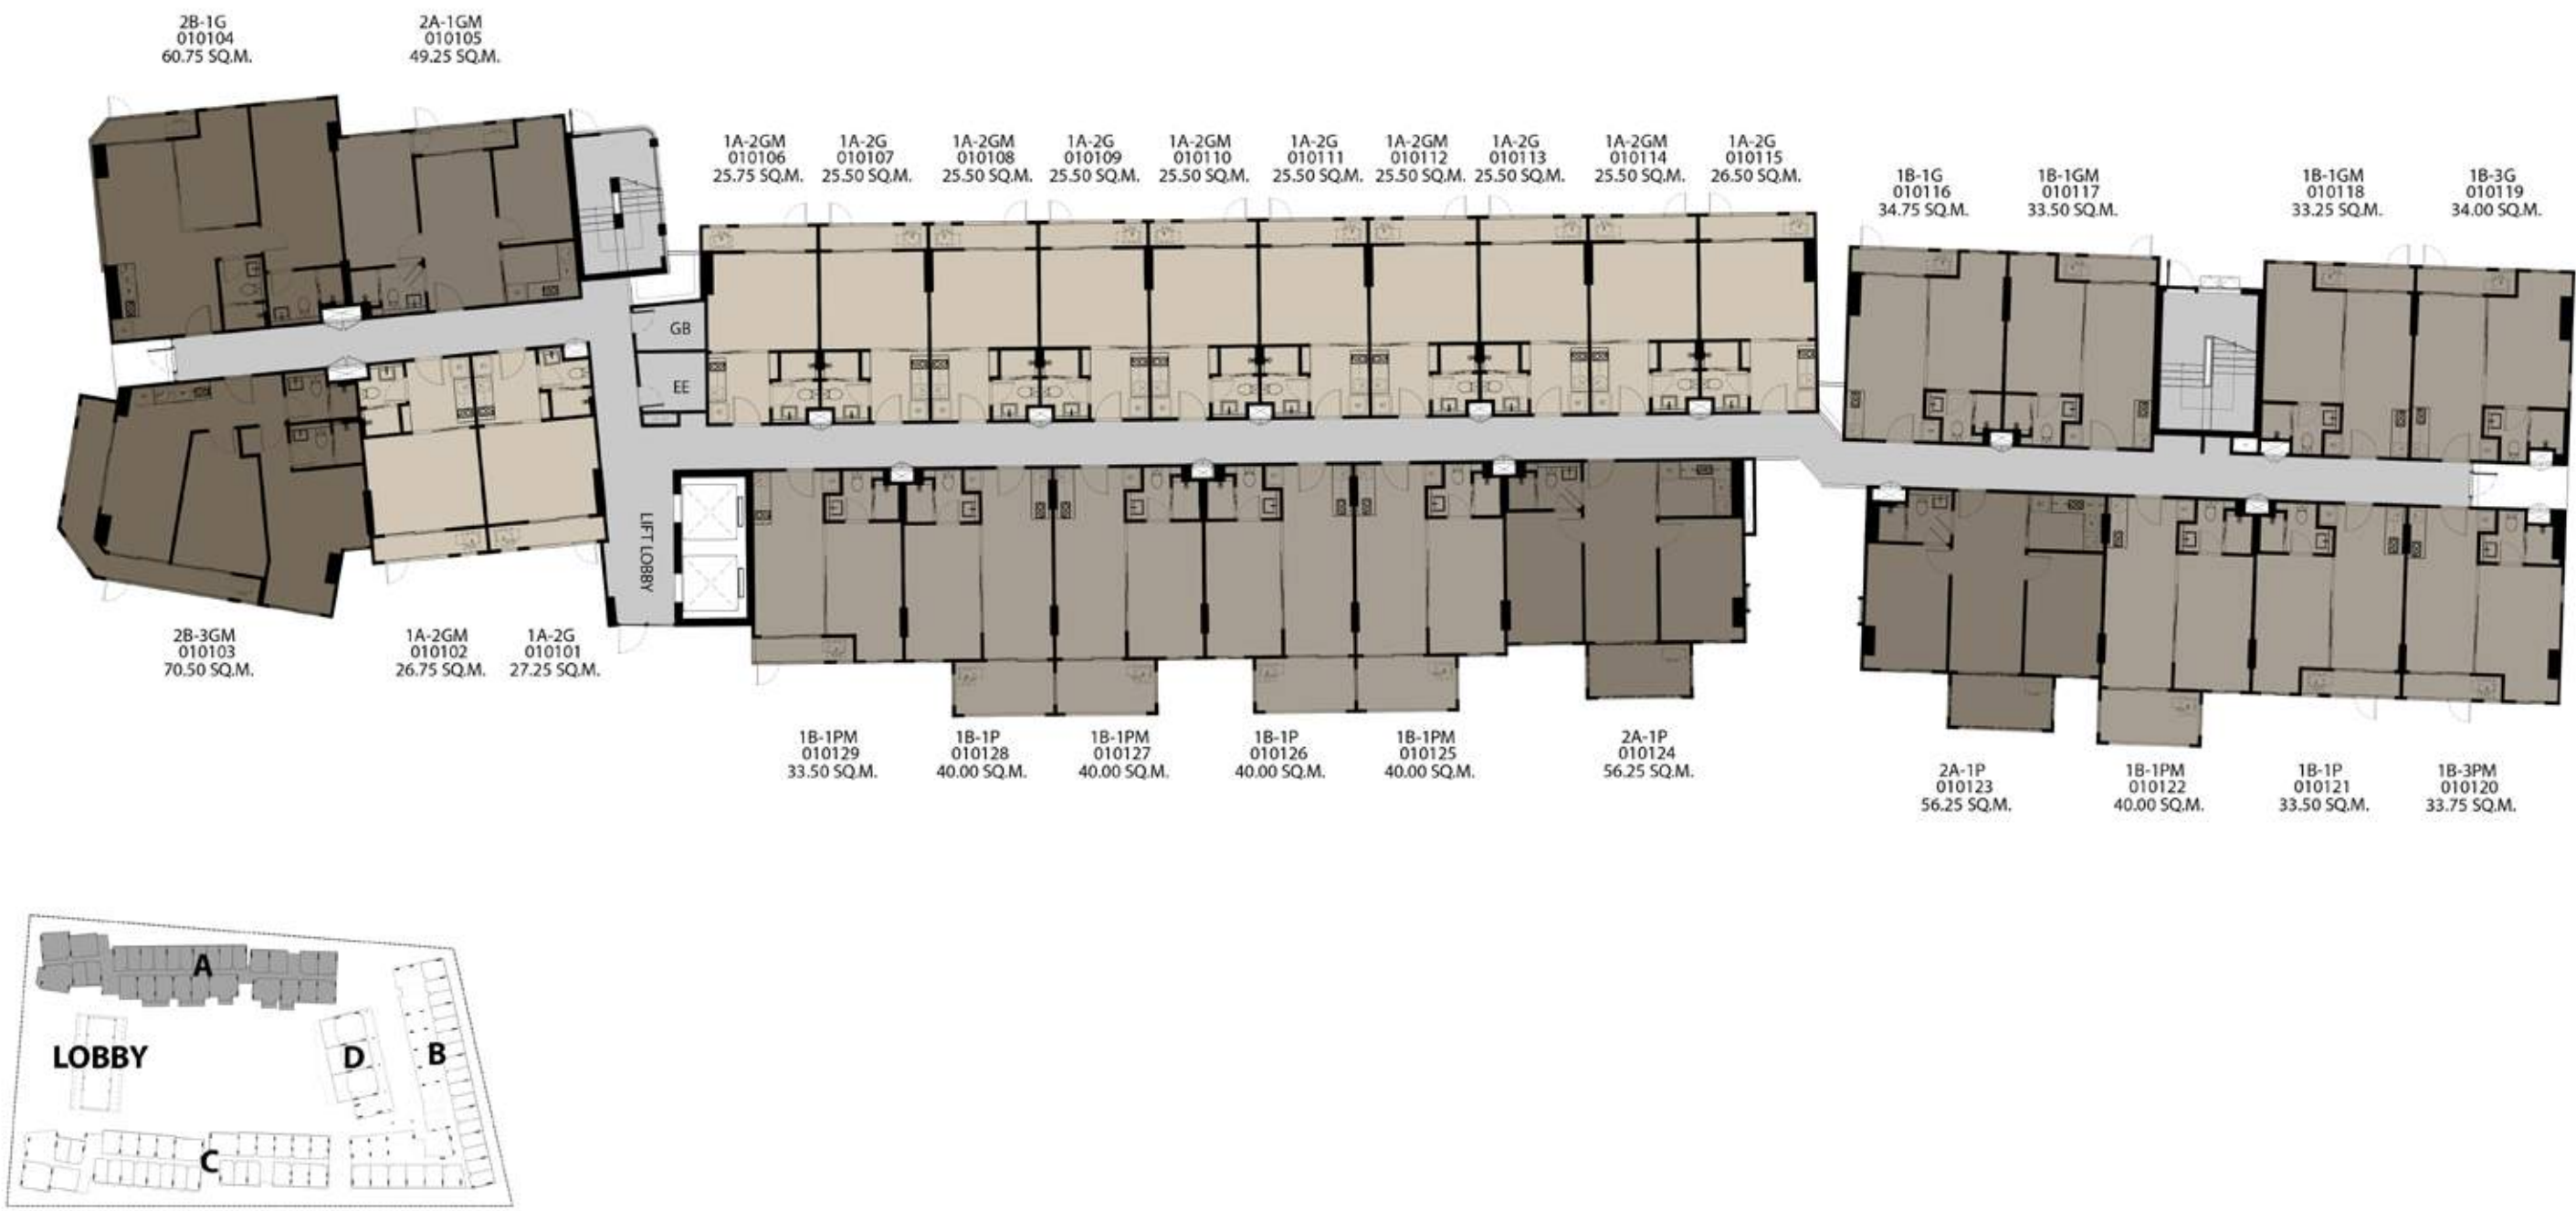 2B-1G
010104
60.75 SQ.M.
2A-1GM
010105
49.25 SQ.M.
1A-2GM
010106
25.75 SQ.M.
1A-2G
010107
25.50 SQ.M.
1A-2GM
010108
25.50 SQ.M.
1A-2G
010109
25.50 SQ.M.
1A-2GM
010110
25.50 SQ.M.
1A-2G
010111
25.50 SQ.M.
1A-2GM
010112
25.50 SQ.M.
1A-2G
010113
25.50 SQ.M.
1A-2GM
010114
25.50 SQ.M.
1A-2G
010115
26.50 SQ.M.
1B-1G
010116
34.75 SQ.M.
1B-1GM
010117
33.50 SQ.M.
1B-1GM
010118
33.25 SQ.M.
1B-3G
010119
34.00 SQ.M.
GB
EE
LIFT LOBBY
2B-3GM
010103
70.50 SQ.M.
1A-2GM
010102
26.75 SQ.M.
1A-2G
010101
27.25 SQ.M.
1B-1PM
010129
33.50 SQ.M.
1B-1P
010128
40.00 SQ.M.
1B-1PM
010127
40.00 SQ.M.
1B-1P
010126
40.00 SQ.M.
1B-1PM
010125
40.00 SQ.M.
2A-1P
010124
56.25 SQ.M.
2A-1P
010123
56.25 SQ.M.
1B-1PM
010122
40.00 SQ.M.
1B-1P
010121
33.50 SQ.M.
1B-3PM
010120
33.75 SQ.M.
A
LOBBY
D
B
C